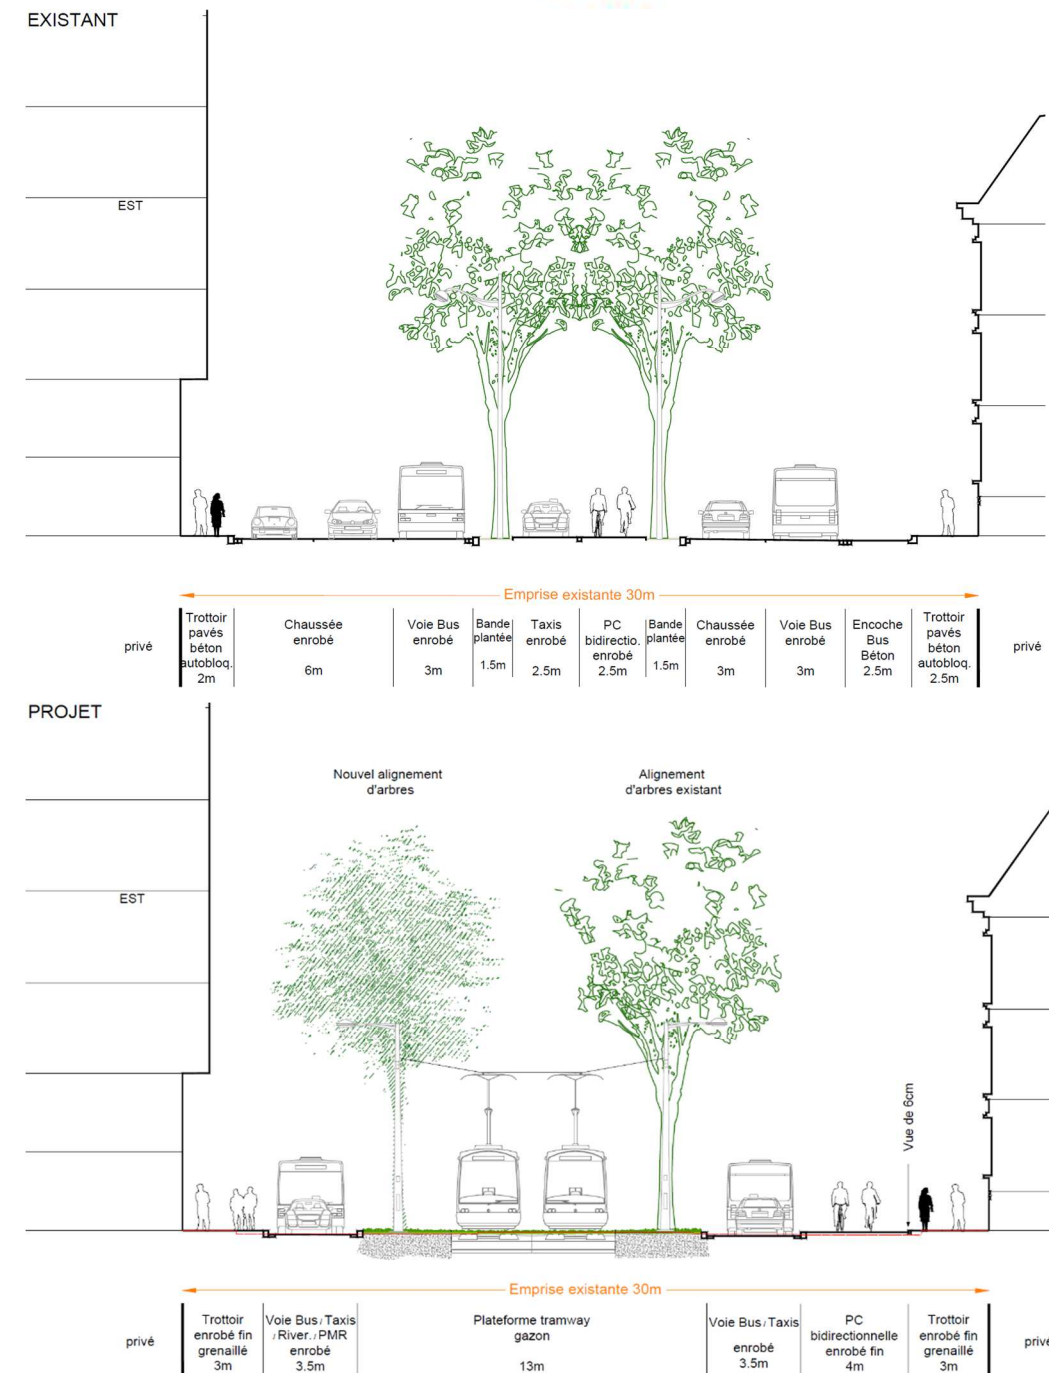 EXISTANT
EST
Emprise existante 30m
privé
Trottoir
pavés
béton
autobloq.
2m
Chaussée
enrobé
6m
Voie Bus
enrobé
3m
Bande
plantée
1.5m
Taxis
enrobé
2.5m
PC
bidirectio.
enrobé
2.5m
Bande
plantée
1.5m
Chaussée
enrobé
3m
Voie Bus
enrobé
3m
Encoche
Bus
Béton
2.5m
Trottoir
pavés
béton
autobloq.
2.5m
privé
PROJET
Nouvel alignement
d'arbres
Alignement
d'arbres existant
EST
Vue de 6cm
Emprise existante 30m
privé
Trottoir
enrobé fin
grenaillé
3m
Voie Bus / Taxis
/ River. / PMR
enrobé
3.5m
Plateforme tramway
gazon
13m
Voie Bus / Taxis
enrobé
3.5m
PC
bidirectionnelle
enrobé fin
4m
Trottoir
enrobé fin
grenaillé
3m
privé